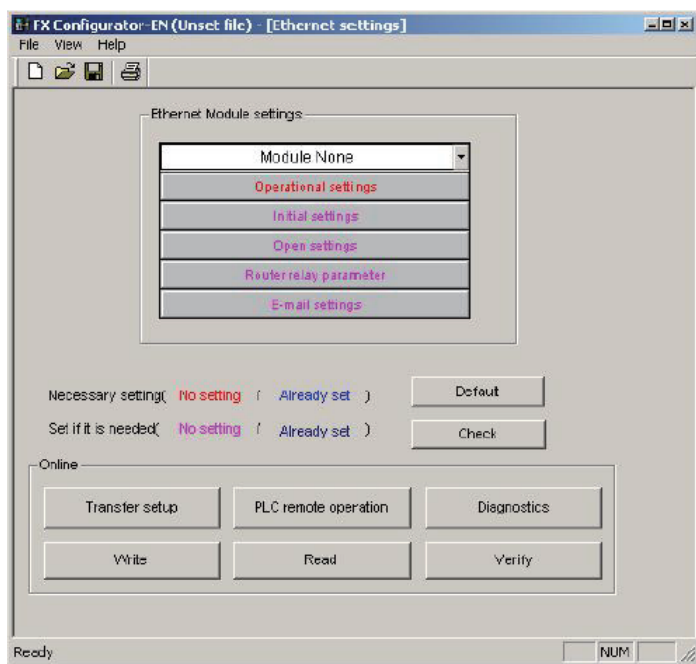 FX Configurator-EN (Unset file) - [Ethernet settings]
File View Help
Ethernet Module settings
Module None
Operational settings
Initial settings
Open settings
Router relay parameter
E-mail settings
Necessary setting( No setting / Already set )
Default
Set if it is needed( No setting / Already set )
Check
Online
Transfer setup PLC remote operation Diagnostics
Write Read Verify
Ready NUM